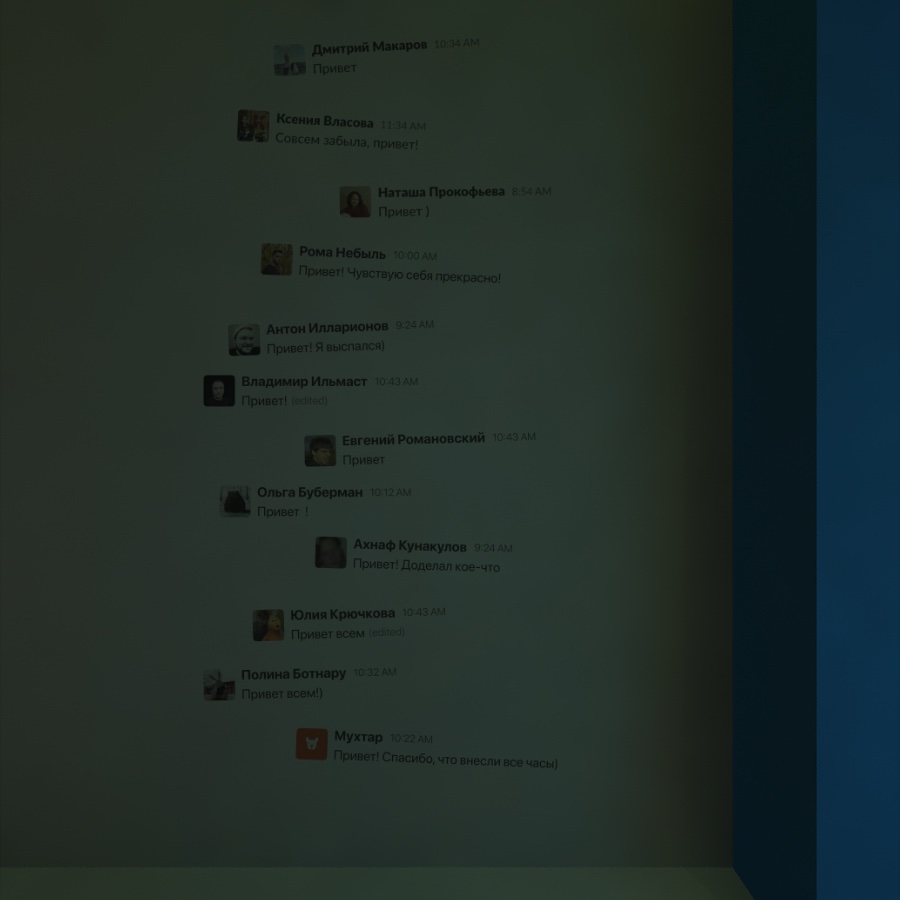 Дмитрий Макаров 10:34 AM
Привет
Ксения Власова 11:34 AM
Совсем забыла, привет!
Наташа Прокофьева 8:54 AM
Привет )
Рома Небыль 10:00 AM
Привет! Чувствую себя прекрасно!
Антон Илларионов 9:24 AM
Привет! Я выспался)
Владимир Ильмаст 10:43 AM
Привет! (edited)
Евгений Романовский 10:43 AM
Привет
Ольга Буберман 10:12 AM
Привет !
Ахнаф Кунакулов 9:24 AM
Привет! Доделал кое-что
Юлия Крючкова 10:43 AM
Привет всем (edited)
Полина Ботнару 10:32 AM
Привет всем!)
Мухтар 10:22 AM
Привет! Спасибо, что внесли все часы)